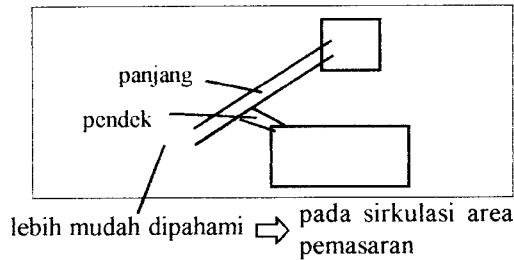 panjang
pendek
lebih mudah dipahami ⇨ pada sirkulasi area
pemasaran